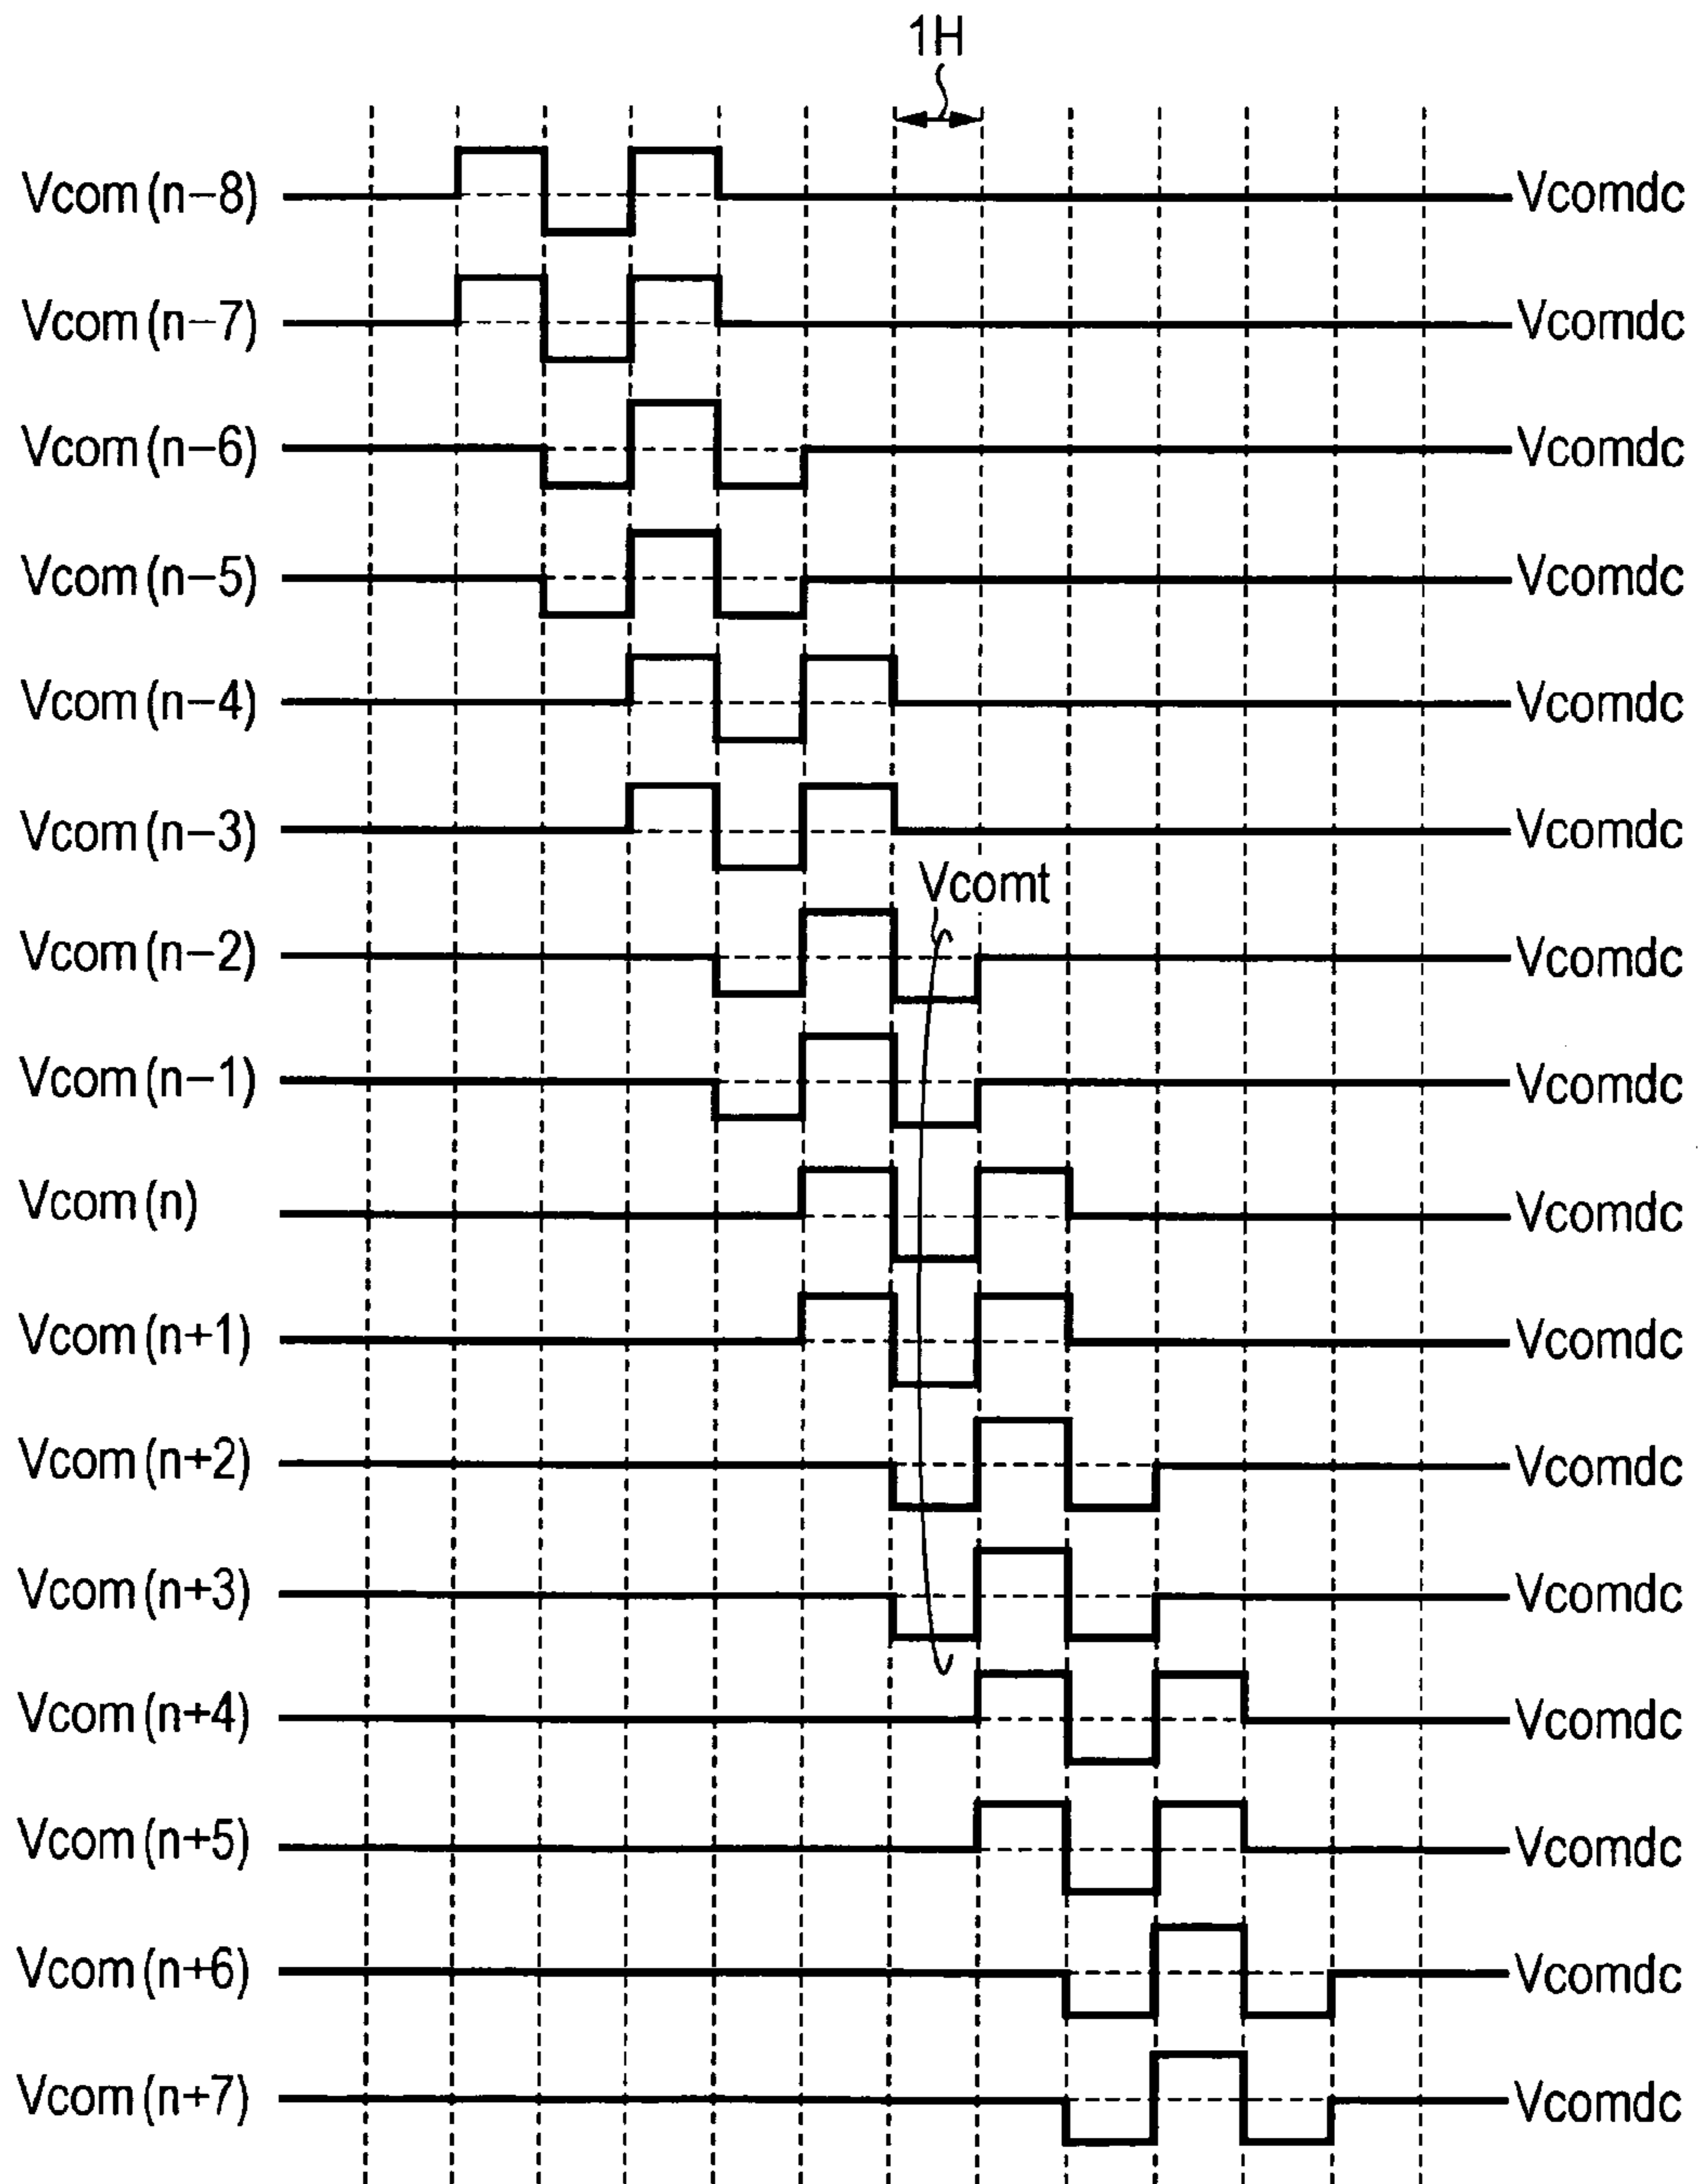 1H
Vcom(n-8) Vcomdc
Vcom(n-7) Vcomdc
Vcom(n-6) Vcomdc
Vcom(n-5) Vcomdc
Vcom(n-4) Vcomdc
Vcom(n-3) Vcomdc
Vcomt
Vcom(n-2) Vcomdc
Vcom(n-1) Vcomdc
Vcom(n) Vcomdc
Vcom(n+1) Vcomdc
Vcom(n+2) Vcomdc
Vcom(n+3) Vcomdc
Vcom(n+4) Vcomdc
Vcom(n+5) Vcomdc
Vcom(n+6) Vcomdc
Vcom(n+7) Vcomdc